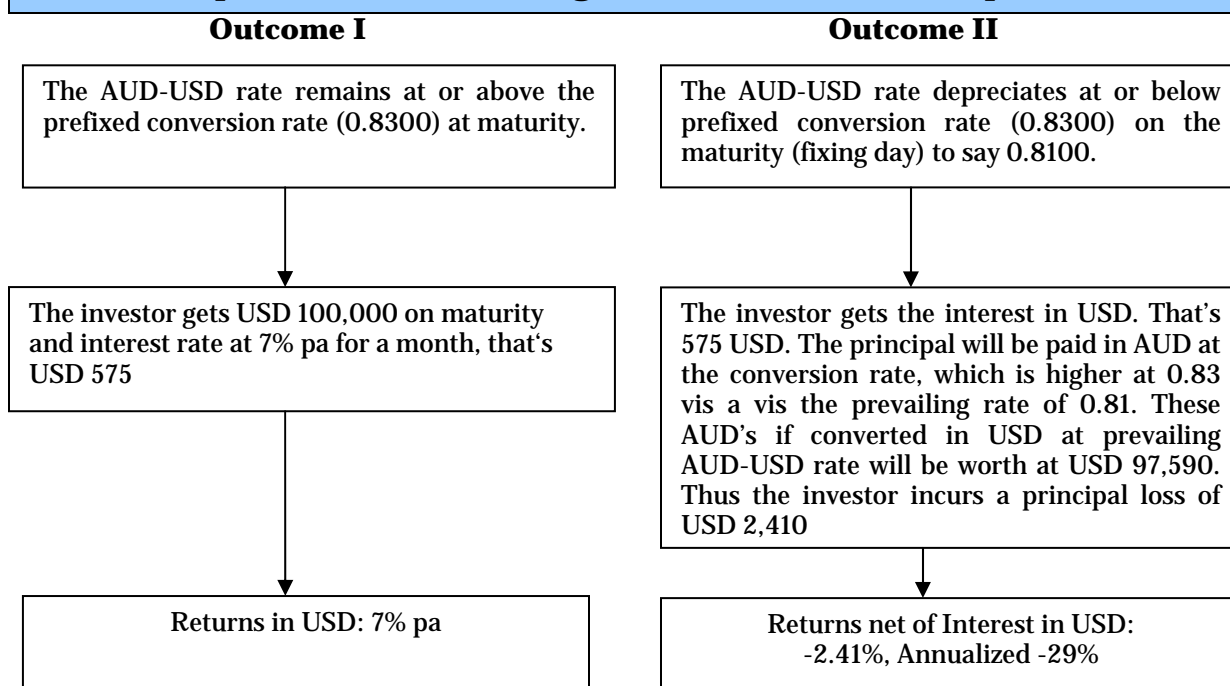 Outcome I
Outcome II
The AUD-USD rate remains at or above the
prefixed conversion rate (0.8300) at maturity.
The AUD-USD rate depreciates at or below
prefixed conversion rate (0.8300) on the
maturity (fixing day) to say 0.8100.
The investor gets USD 100,000 on maturity
and interest rate at 7% pa for a month, that‘s
USD 575
The investor gets the interest in USD. That's
575 USD. The principal will be paid in AUD at
the conversion rate, which is higher at 0.83
vis a vis the prevailing rate of 0.81. These
AUD's if converted in USD at prevailing
AUD-USD rate will be worth at USD 97,590.
Thus the investor incurs a principal loss of
USD 2,410
Returns in USD: 7% pa
Returns net of Interest in USD:
-2.41%, Annualized -29%